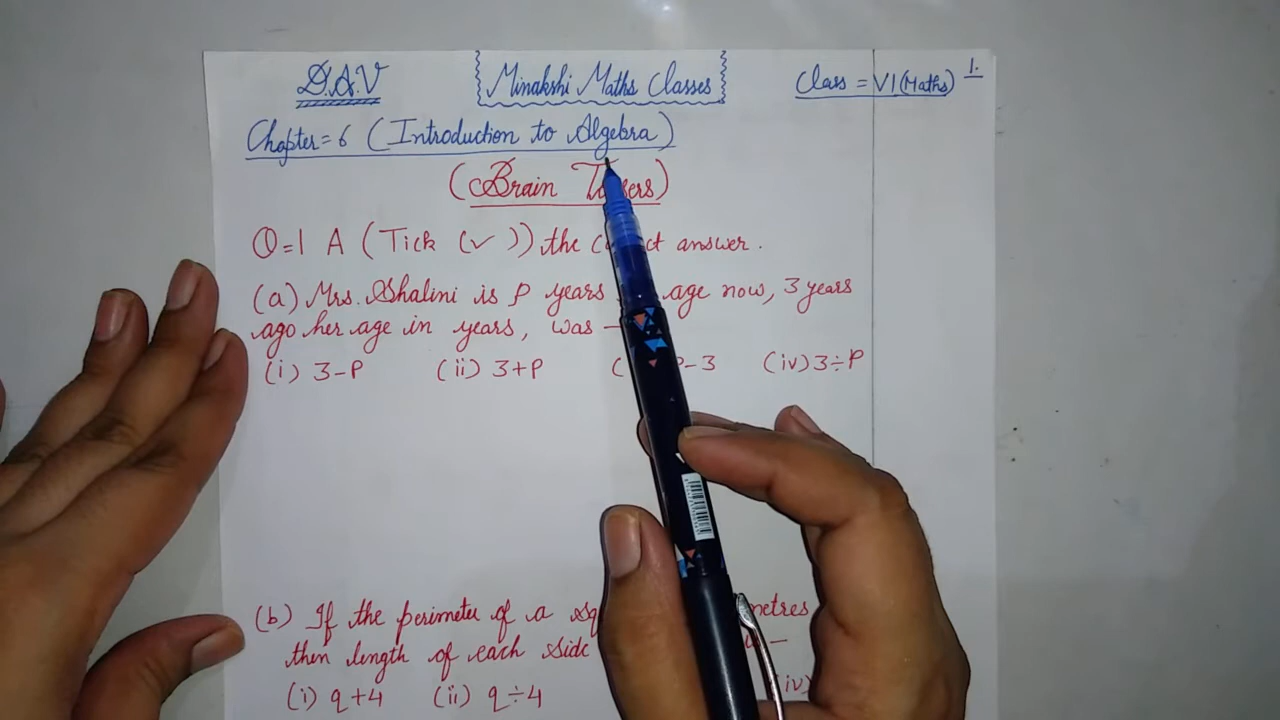 D.A.V Minakshi Maths Classes Class = VI (Maths) 1.
Chapter = 6 (Introduction to Algebra)
(Brain
Q=1 A (Tick (✓)) the answer.
(a) Mrs. Shalini is P years age now, 3 years
ago her age in years, was –
(i) 3-P (ii) 3+P P-3 (iv) 3÷P
(b) If the perimeter of a
then length of each side
(i) q+4 (ii) q÷4 (iv)